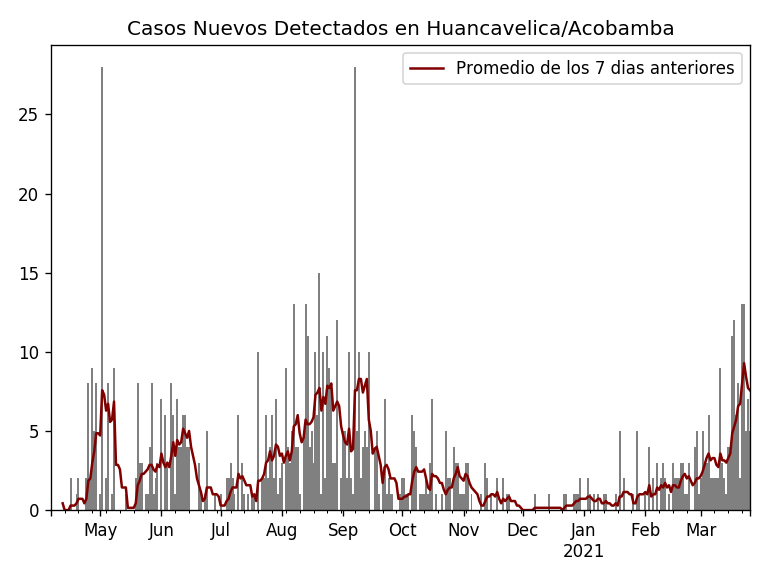 Casos Nuevos Detectados en Huancavelica/Acobamba
Promedio de los 7 dias anteriores
25
20
15
10
5
0
May Jun Jul Aug Sep Oct Nov Dec Jan Feb Mar
2021